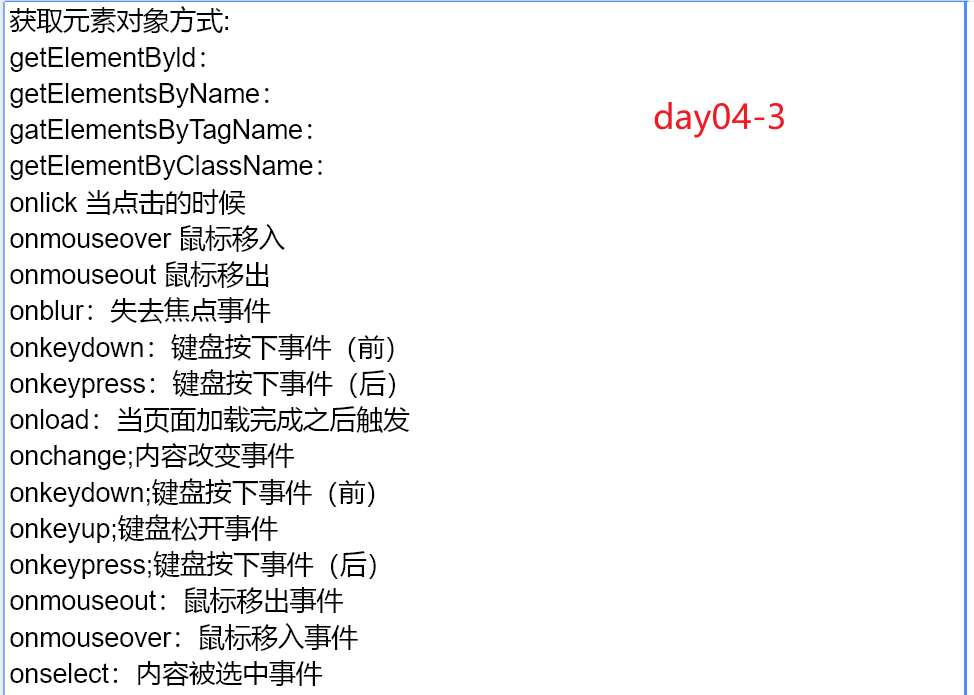 获取元素对象方式:
getElementById：
getElementsByName：
gatElementsByTagName：
getElementByClassName：
day04-3
onlick 当点击的时候
onmouseover 鼠标移入
onmouseout 鼠标移出
onblur：失去焦点事件
onkeydown：键盘按下事件（前）
onkeypress：键盘按下事件（后）
onload：当页面加载完成之后触发
onchange;内容改变事件
onkeydown;键盘按下事件（前）
onkeyup;键盘松开事件
onkeypress;键盘按下事件（后）
onmouseout：鼠标移出事件
onmouseover：鼠标移入事件
onselect：内容被选中事件